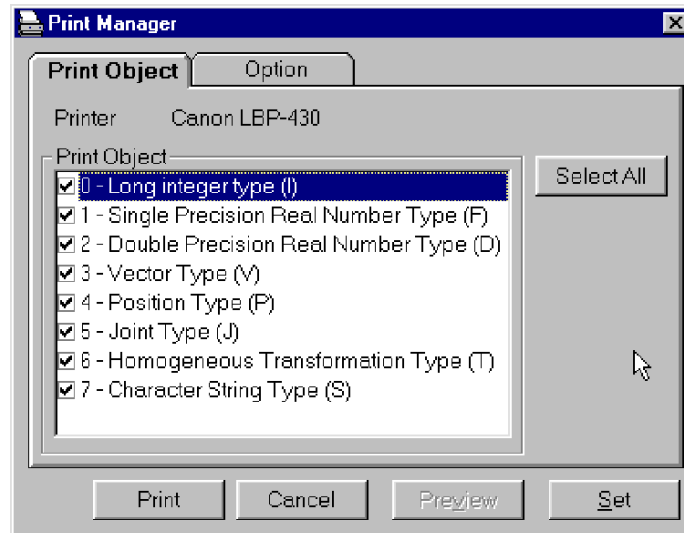 Print Manager
Print Object
Option
Printer Canon LBP-430
Print Object
0 - Long integer type (I)
1 - Single Precision Real Number Type (F)
2 - Double Precision Real Number Type (D)
3 - Vector Type (V)
4 - Position Type (P)
5 - Joint Type (J)
6 - Homogeneous Transformation Type (T)
7 - Character String Type (S)
Select All
Print
Cancel
Preview
Set